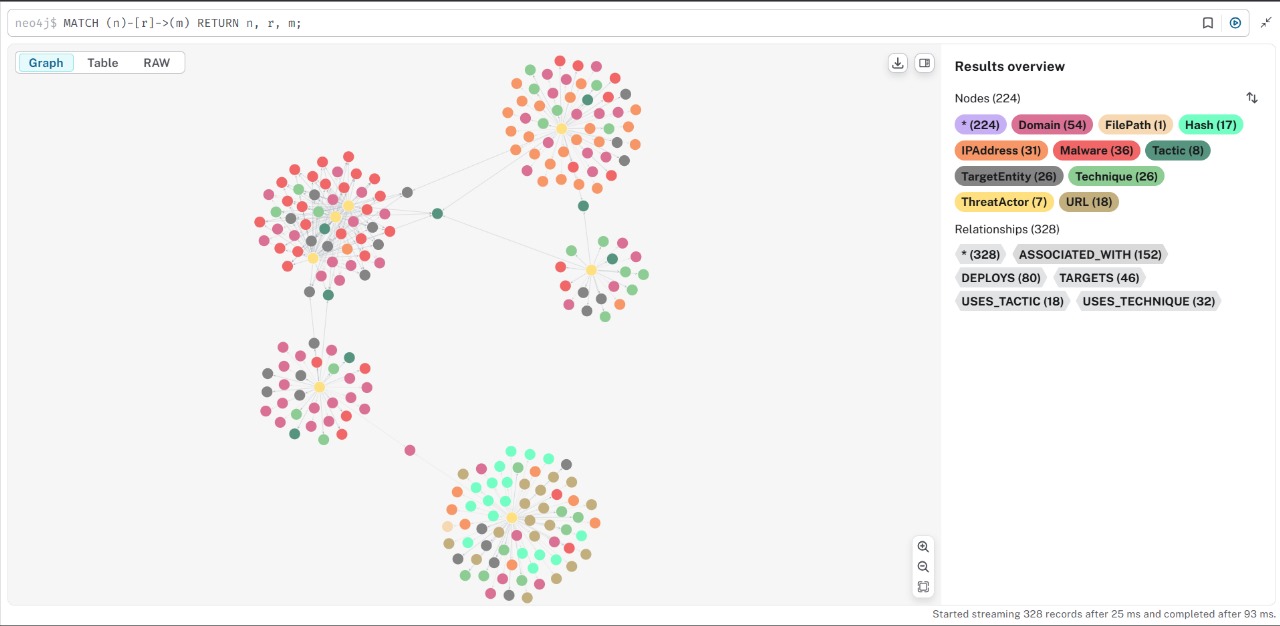 neo4j$ MATCH (n)-[r]->(m) RETURN n, r, m;
Graph Table RAW
Results overview
Nodes (224)
* (224) Domain (54) FilePath (1) Hash (17)
IPAddress (31) Malware (36) Tactic (8)
TargetEntity (26) Technique (26)
ThreatActor (7) URL (18)
Relationships (328)
* (328) ASSOCIATED_WITH (152)
DEPLOYS (80) TARGETS (46)
USES_TACTIC (18) USES_TECHNIQUE (32)
Started streaming 328 records after 25 ms and completed after 93 ms.